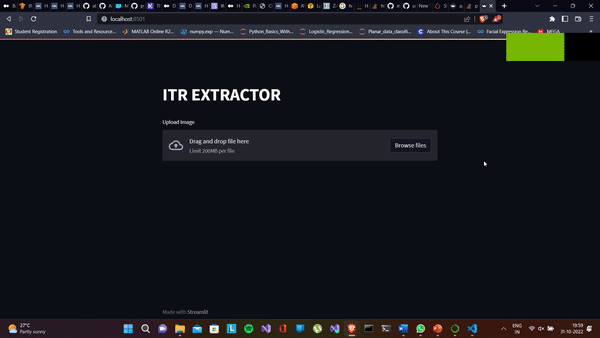 localhost:8501
Student Registration
Tools and Resource...
MATLAB Online R2...
numpy.exp — Num...
Python_Basics_With...
Logistic_Regression...
Planar_data_classifi...
About This Course |...
Facial Expression Re...
MEGA
ITR EXTRACTOR
Upload Image
Drag and drop file here
Limit 200MB per file
Browse files
Made with Streamlit
27°C
Partly sunny
ENG
IN
19:59
31-10-2022